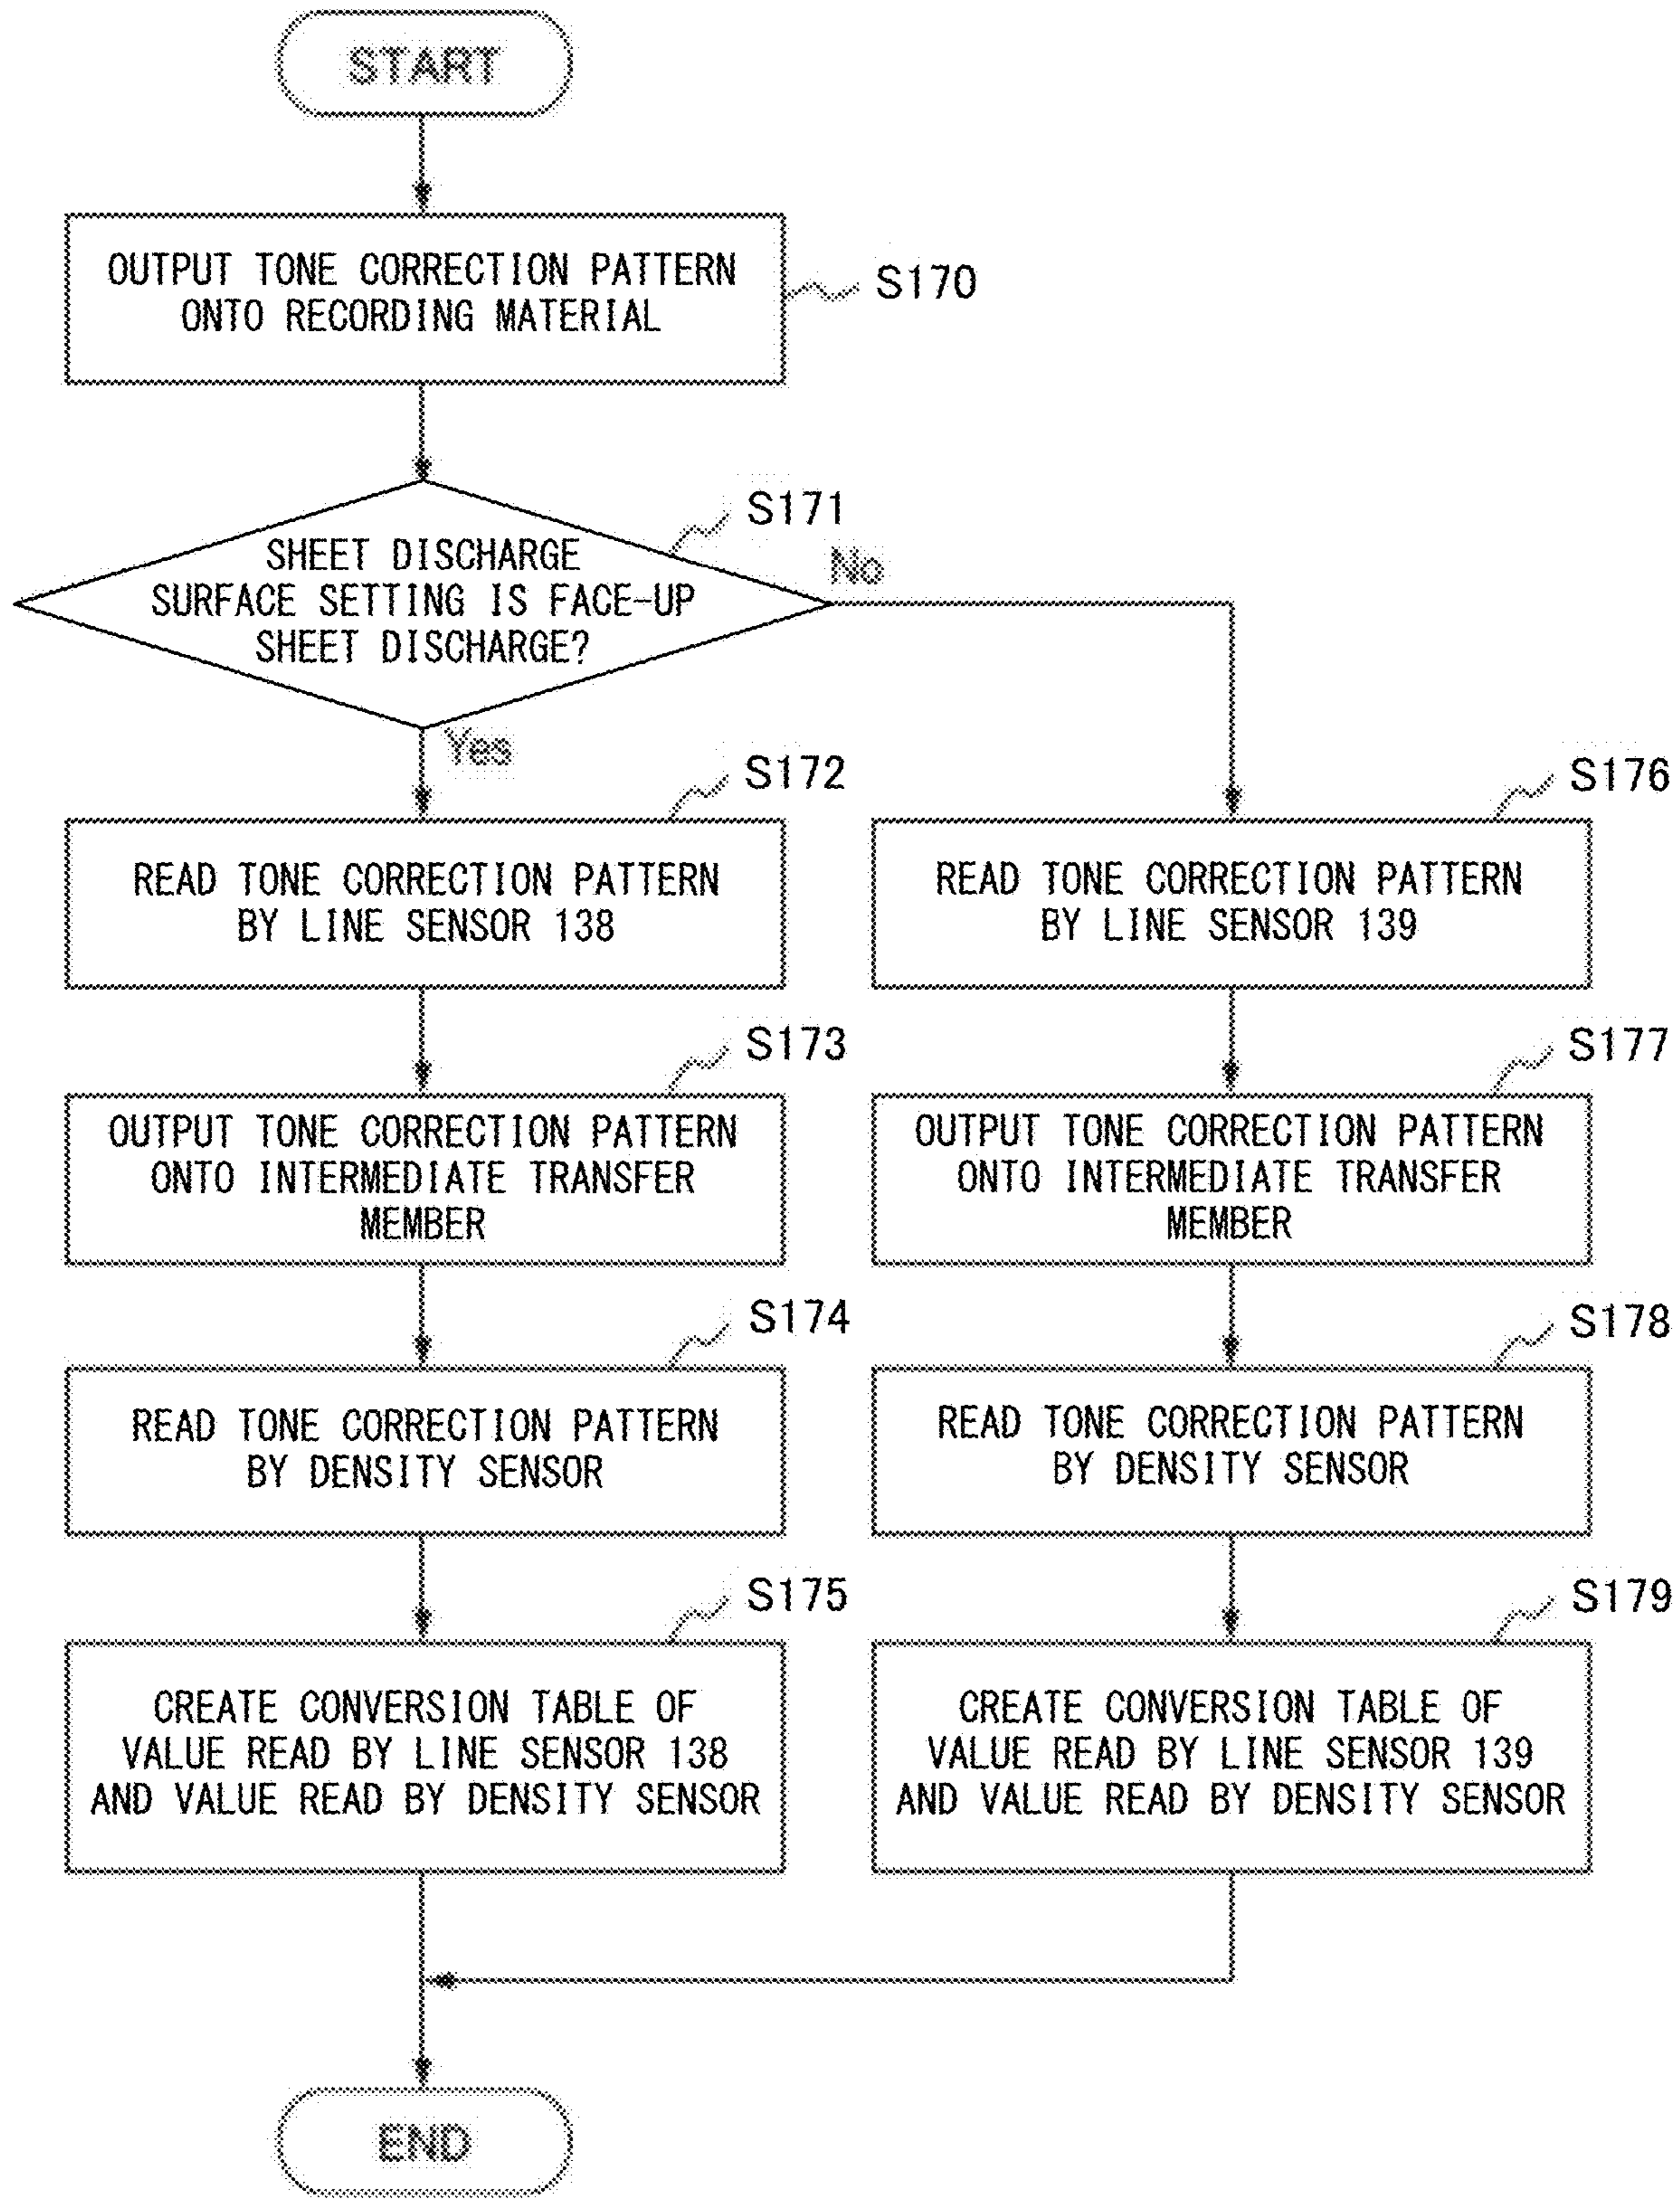 START
OUTPUT TONE CORRECTION PATTERN
ONTO RECORDING MATERIAL
S170
S171
SHEET DISCHARGE
SURFACE SETTING IS FACE-UP
SHEET DISCHARGE?
No
Yes
S172
READ TONE CORRECTION PATTERN
BY LINE SENSOR 138
S176
READ TONE CORRECTION PATTERN
BY LINE SENSOR 139
S173
OUTPUT TONE CORRECTION PATTERN
ONTO INTERMEDIATE TRANSFER
MEMBER
S177
OUTPUT TONE CORRECTION PATTERN
ONTO INTERMEDIATE TRANSFER
MEMBER
S174
READ TONE CORRECTION PATTERN
BY DENSITY SENSOR
S178
READ TONE CORRECTION PATTERN
BY DENSITY SENSOR
S175
CREATE CONVERSION TABLE OF
VALUE READ BY LINE SENSOR 138
AND VALUE READ BY DENSITY SENSOR
S179
CREATE CONVERSION TABLE OF
VALUE READ BY LINE SENSOR 139
AND VALUE READ BY DENSITY SENSOR
END